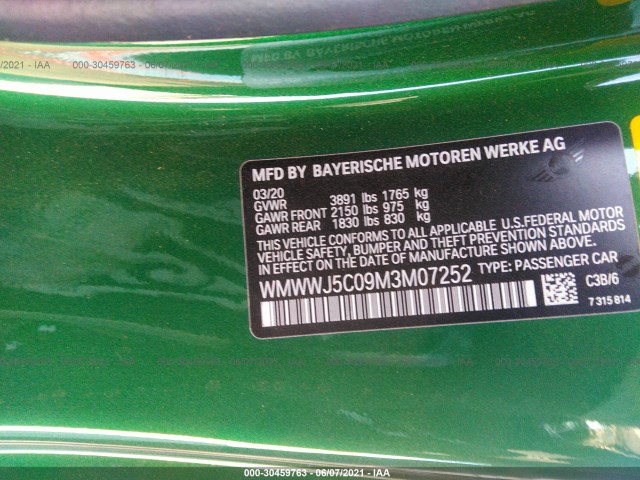 /2021 - IAA 000-30459763 - 06/07/2021 - IAA
MFD BY BAYERISCHE MOTOREN WERKE AG
03/20
GVWR 3891 lbs 1765 kg
GAWR FRONT 2150 lbs 975 kg
GAWR REAR 1830 lbs 830 kg
THIS VEHICLE CONFORMS TO ALL APPLICABLE U.S.FEDERAL MOTOR
VEHICLE SAFETY, BUMPER AND THEFT PREVENTION STANDARDS
IN EFFECT ON THE DATE OF MANUFACTURE SHOWN ABOVE.
WMWWJ5C09M3M07252 TYPE: PASSENGER CAR
C3B/6
7 315 814
000-30459763 - 06/07/2021 - IAA